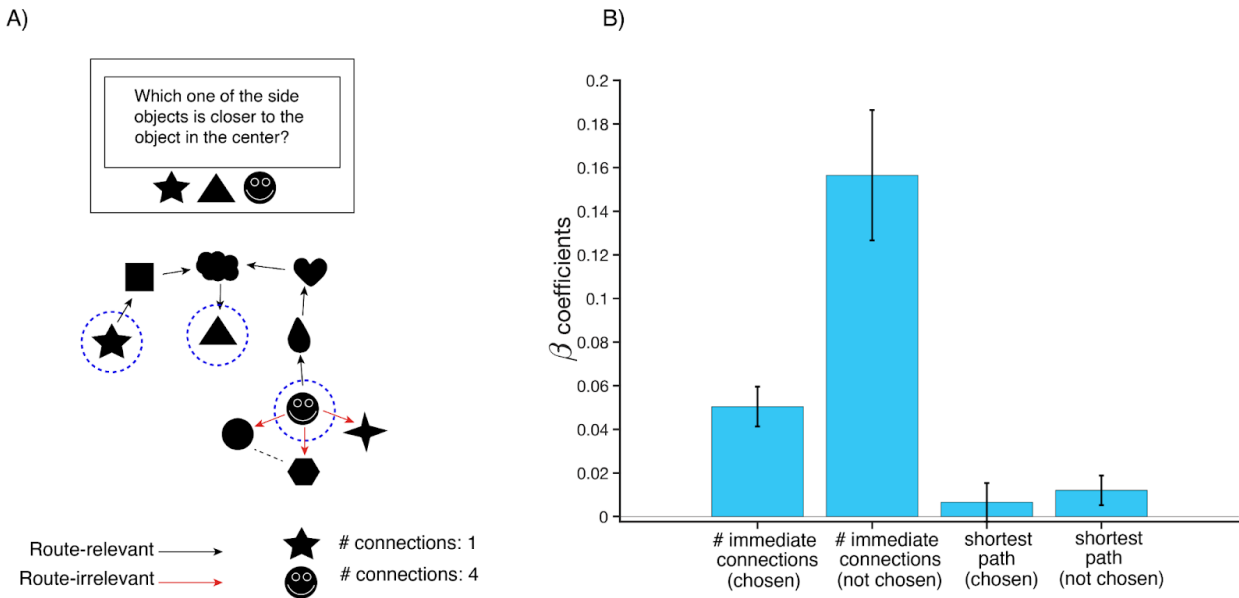 A)
Which one of the side
objects is closer to the
object in the center?
Route-relevant
Route-irrelevant
# connections: 1
# connections: 4
B)
0.2
0.18
0.16
0.14
0.12
0.1
0.08
0.06
0.04
0.02
0
β coefficients
# immediate
connections
(chosen)
# immediate
connections
(not chosen)
shortest
path
(chosen)
shortest
path
(not chosen)